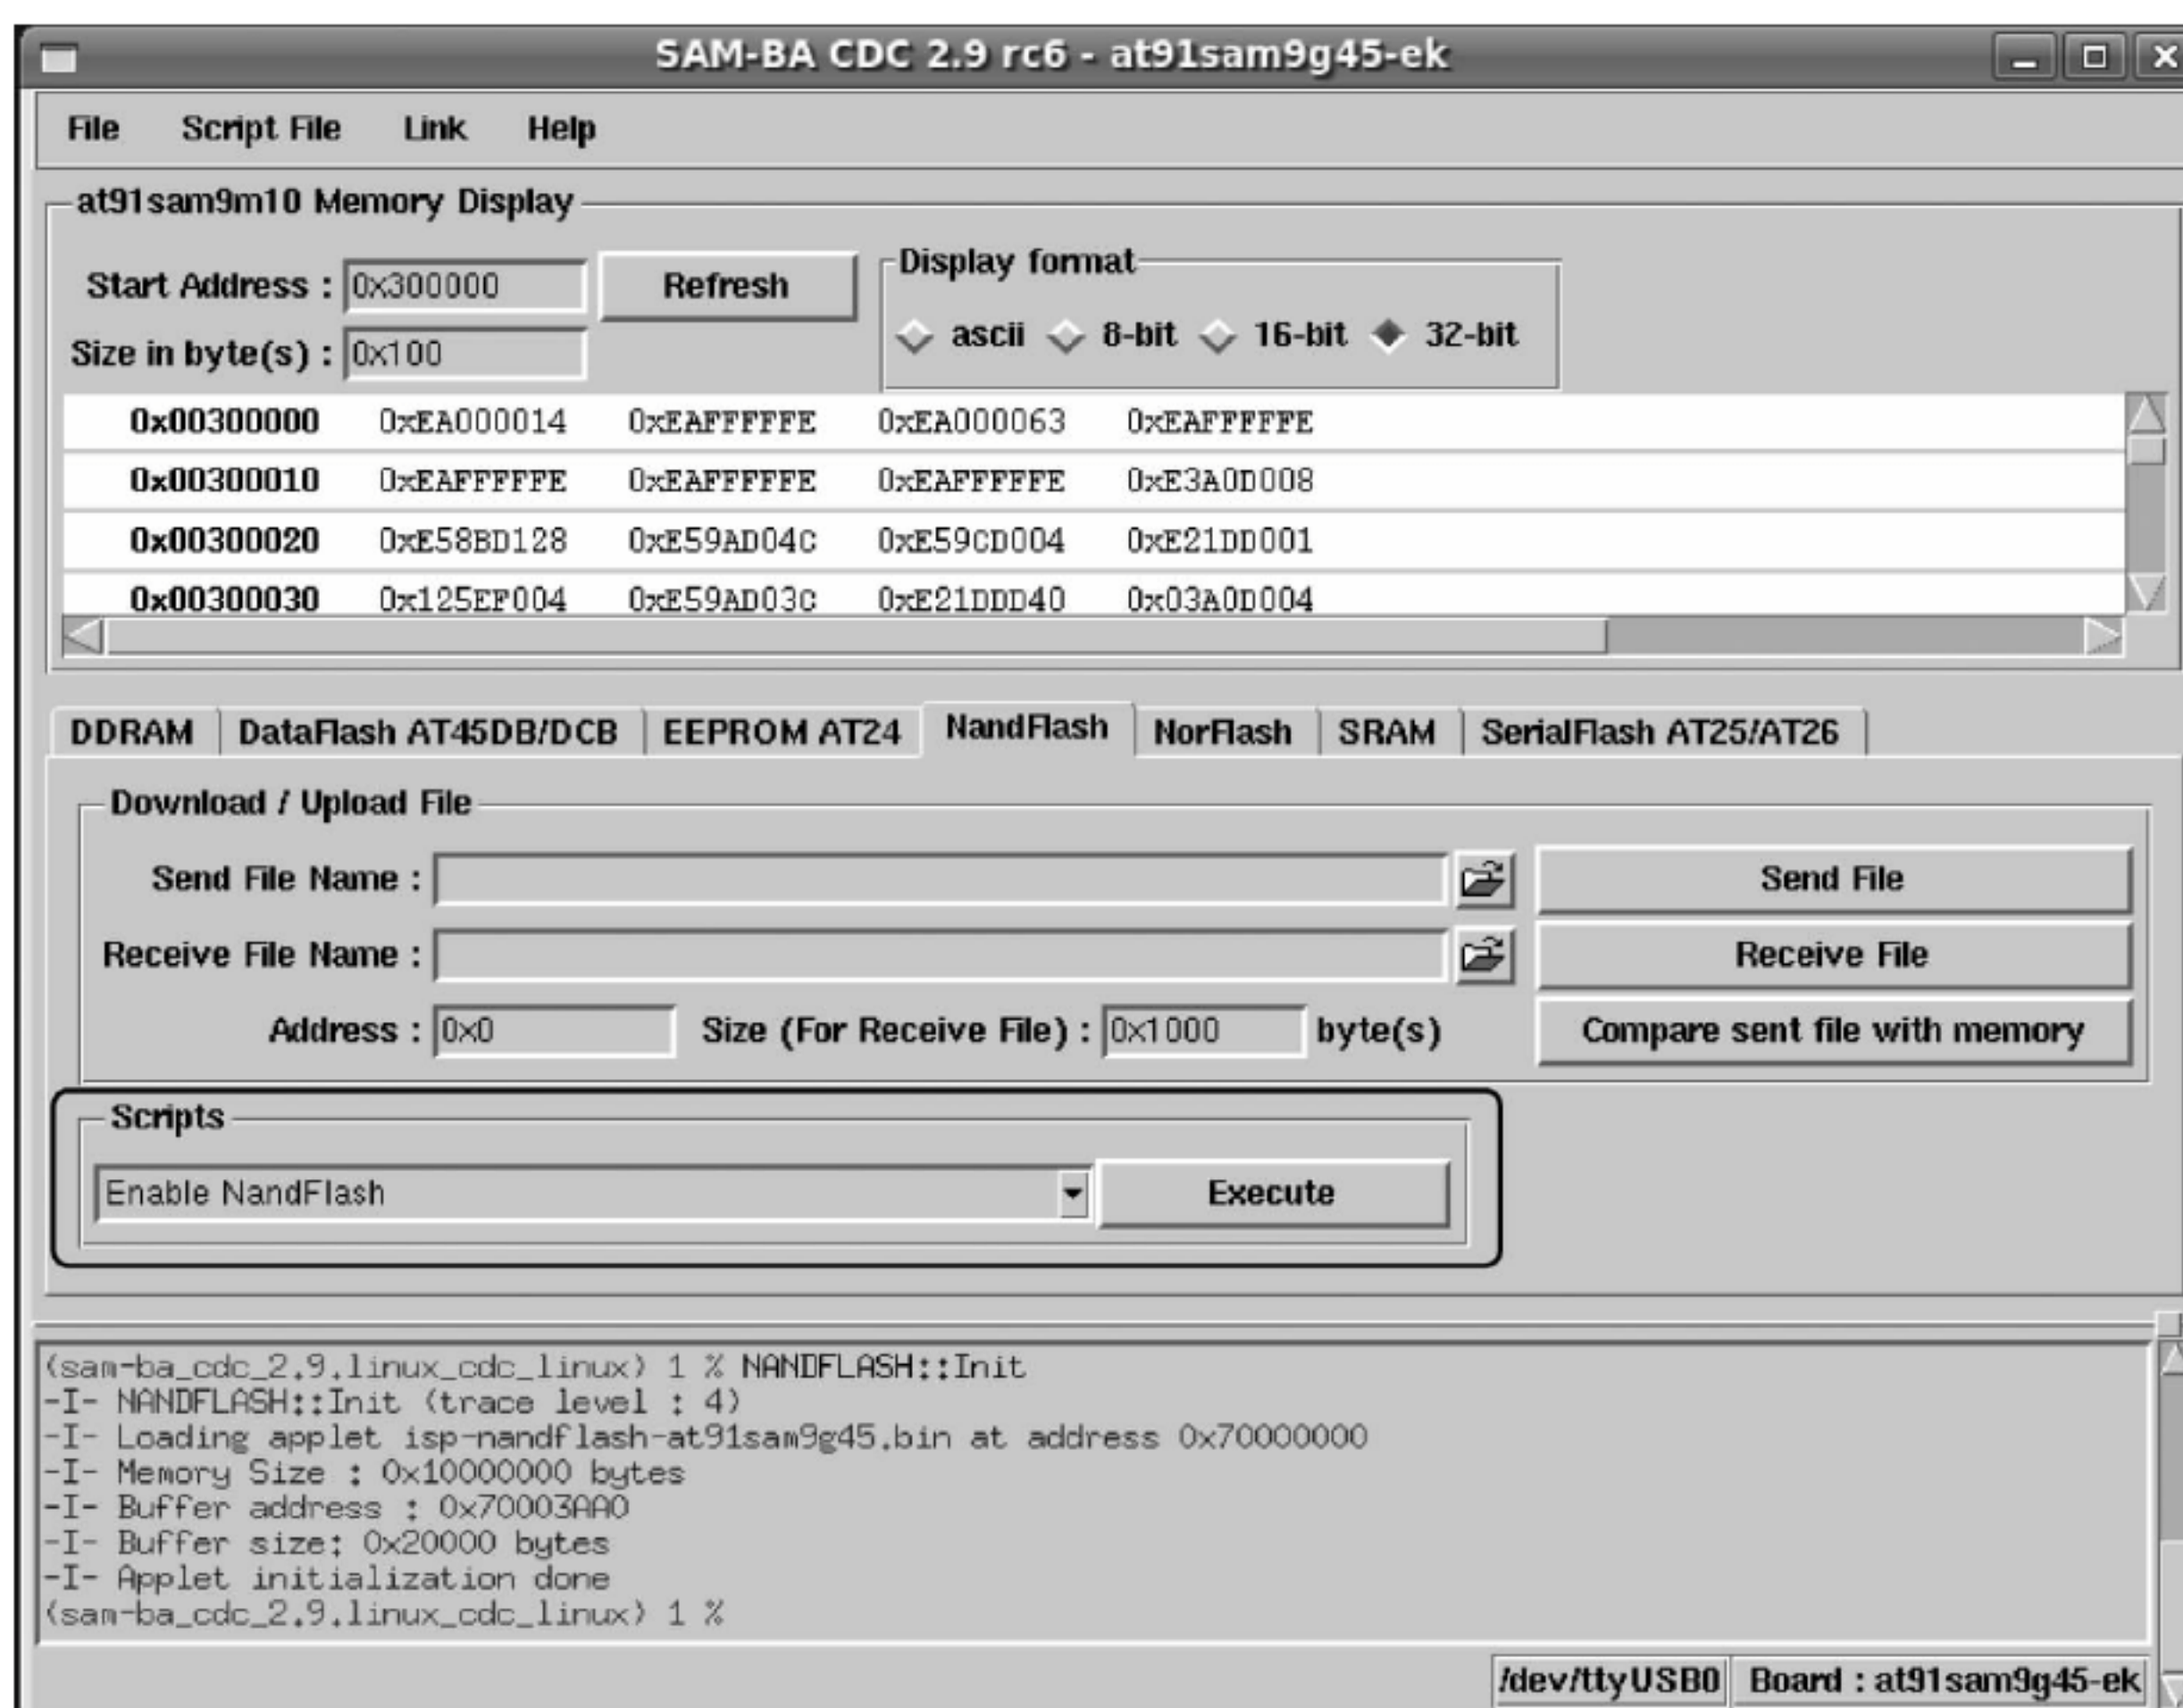 SAM-BA CDC 2.9 rc6 - at91sam9g45-ek
File Script File Link Help
at91sam9m10 Memory Display
Start Address : 0x300000 Refresh
Display format
Size in byte(s) : 0x100
ascii 8-bit 16-bit 32-bit
0x00300000 0xEA000014 0xEAFFFFFE 0xEA000063 0xEAFFFFFE
0x00300010 0xEAFFFFFE 0xEAFFFFFE 0xEAFFFFFE 0xE3A0D008
0x00300020 0xE58BD128 0xE59AD04C 0xE59CD004 0xE21DD001
0x00300030 0x125EF004 0xE59AD03C 0xE21DDD40 0x03A0D004
DDRAM DataFlash AT45DB/DCB EEPROM AT24 NandFlash NorFlash SRAM SerialFlash AT25/AT26
Download / Upload File
Send File Name : Send File
Receive File Name : Receive File
Address : 0x0 Size (For Receive File) : 0x1000 byte(s) Compare sent file with memory
Scripts
Enable NandFlash Execute
(sam-ba_cdc_2.9.linux_cdc_linux) 1 % NANDFLASH::Init
-I- NANDFLASH::Init (trace level : 4)
-I- Loading applet isp-nandflash-at91sam9g45.bin at address 0x70000000
-I- Memory Size : 0x10000000 bytes
-I- Buffer address : 0x70003AA0
-I- Buffer size: 0x20000 bytes
-I- Applet initialization done
(sam-ba_cdc_2.9.linux_cdc_linux) 1 %
/dev/ttyUSB0 Board : at91sam9g45-ek